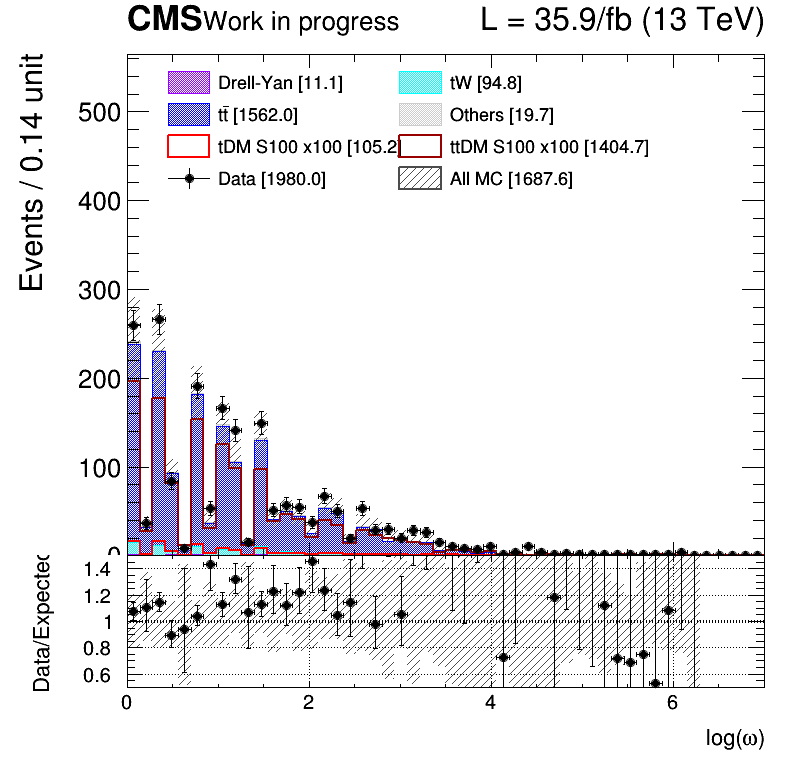 CMS Work in progress L = 35.9/fb (13 TeV)
Events / 0.14 unit
Drell-Yan [11.1] tW [94.8]
tt̄ [1562.0] Others [19.7]
tDM S100 x100 [105.2] ttDM S100 x100 [1404.7]
Data [1980.0] All MC [1687.6]
500
400
300
200
100
0
Data/Expected
1.4
1.2
1
0.8
0.6
0 2 4 6
log(ω)